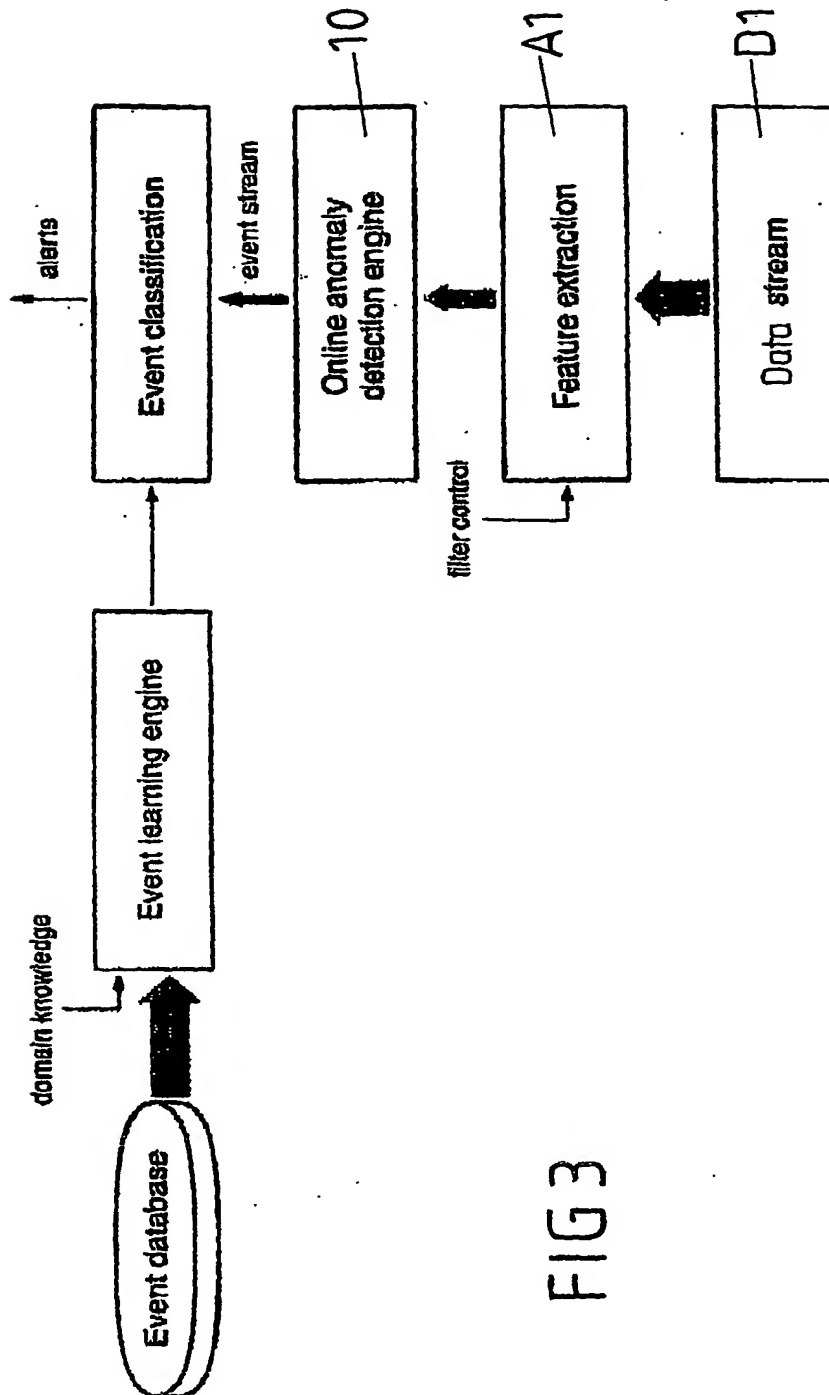 alerts
Event classification
event stream
Online anomaly
detection engine
10
filter control
Feature extraction
A1
Data stream
D1
domain knowledge
Event learning engine
Event database
FIG 3